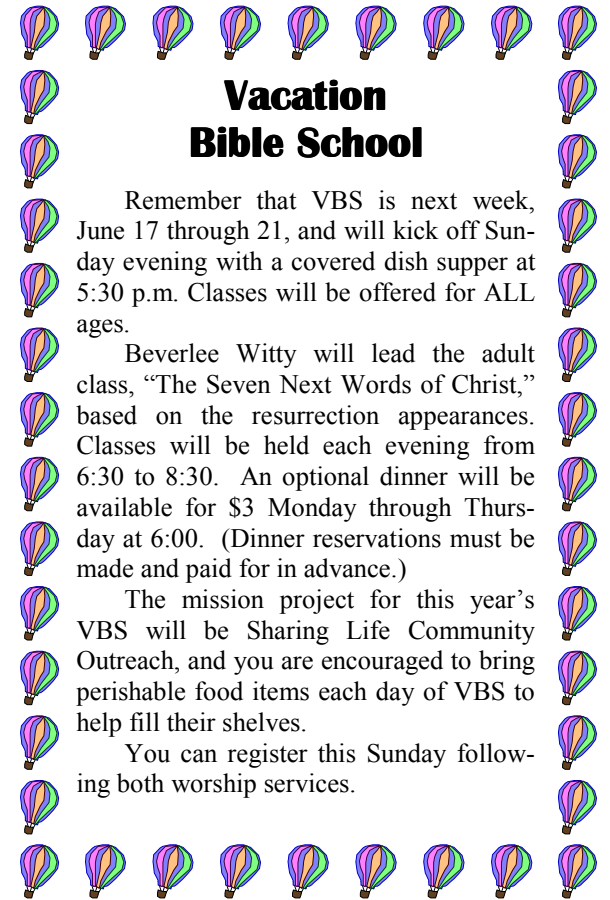 Vacation
Bible School
Remember that VBS is next week,
June 17 through 21, and will kick off Sun-
day evening with a covered dish supper at
5:30 p.m. Classes will be offered for ALL
ages.
Beverlee Witty will lead the adult
class, “The Seven Next Words of Christ,”
based on the resurrection appearances.
Classes will be held each evening from
6:30 to 8:30.  An optional dinner will be
available for $3 Monday through Thurs-
day at 6:00.  (Dinner reservations must be
made and paid for in advance.)
The mission project for this year’s
VBS will be Sharing Life Community
Outreach, and you are encouraged to bring
perishable food items each day of VBS to
help fill their shelves.
You can register this Sunday follow-
ing both worship services.